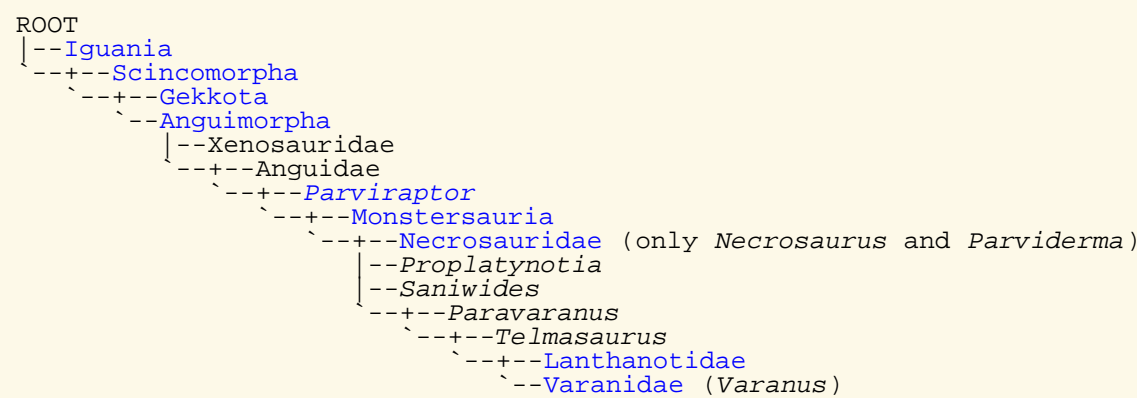 ROOT
|--Iguania
`--+--Scincomorpha
`--+--Gekkota
`--Anguimorpha
|--Xenosauridae
`--+--Anguidae
`--+--Parviraptor
`--+--Monstersauria
`--+--Necrosauridae (only Necrosaurus and Parviderma)
|--Proplatynotia
|--Saniwides
`--+--Paravaranus
`--+--Telmasaurus
`--+--Lanthanotidae
`--Varanidae (Varanus)